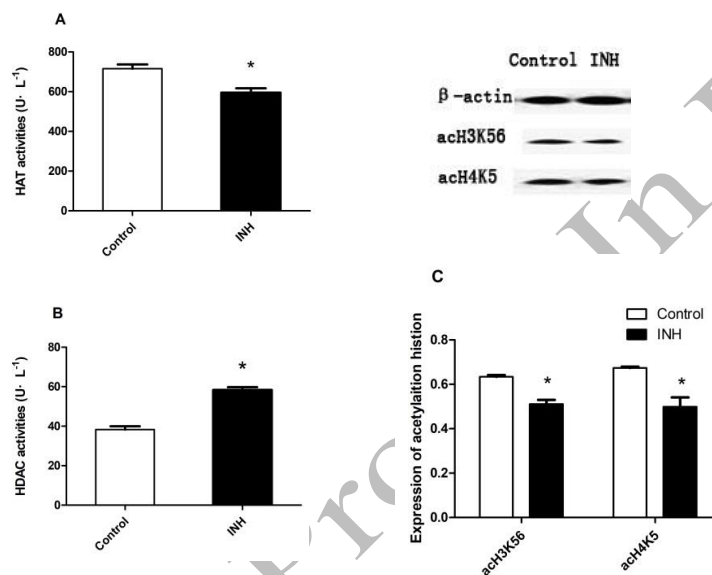 A
HAT activities (U· L⁻¹)
800
600
400
200
0
Control
INH
*
Control INH
β-actin
acH3K56
acH4K5
B
HDAC activities (U· L⁻¹)
80
60
40
20
0
Control
INH
*
C
Control
INH
Expression of acetylaition histion
0.8
0.6
0.4
0.2
0.0
*
*
acH3K56
acH4K5
Pro
In